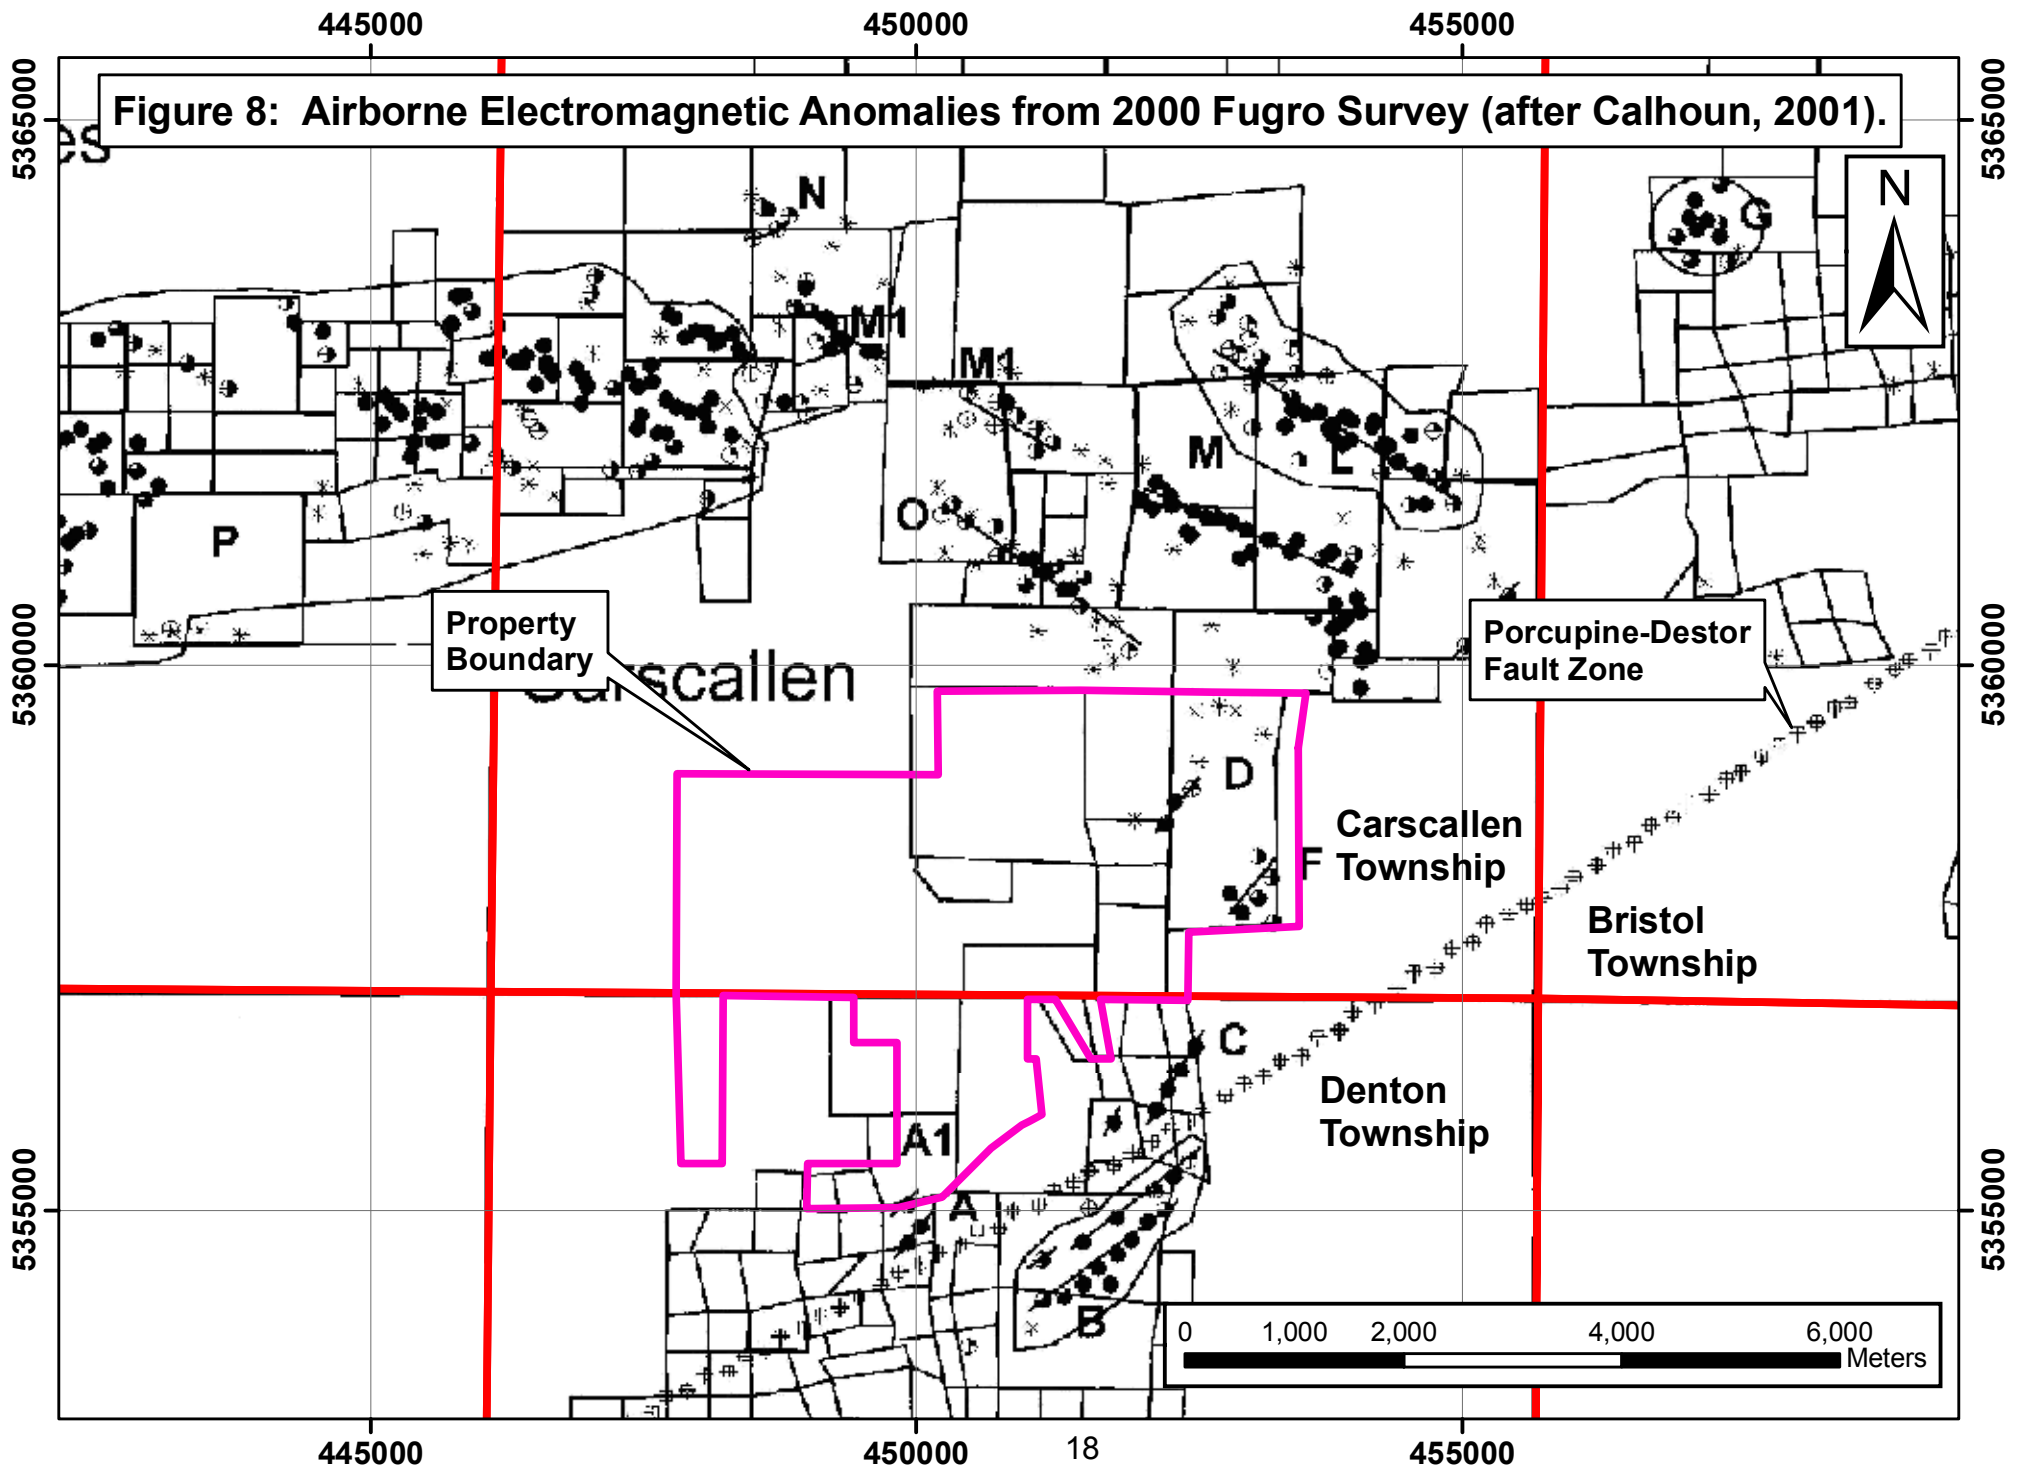 445000 450000 455000
Figure 8: Airborne Electromagnetic Anomalies from 2000 Fugro Survey (after Calhoun, 2001).
5365000
5365000
es
N
N
G
M1
M1
M
L
O
P
Property
Boundary
Carscallen
Porcupine-Destor
Fault Zone
5360000
5360000
D
F
Carscallen
Township
Bristol
Township
C
Denton
Township
A1
A
B
5355000
5355000
0 1,000 2,000 4,000 6,000
Meters
445000 450000 455000
18